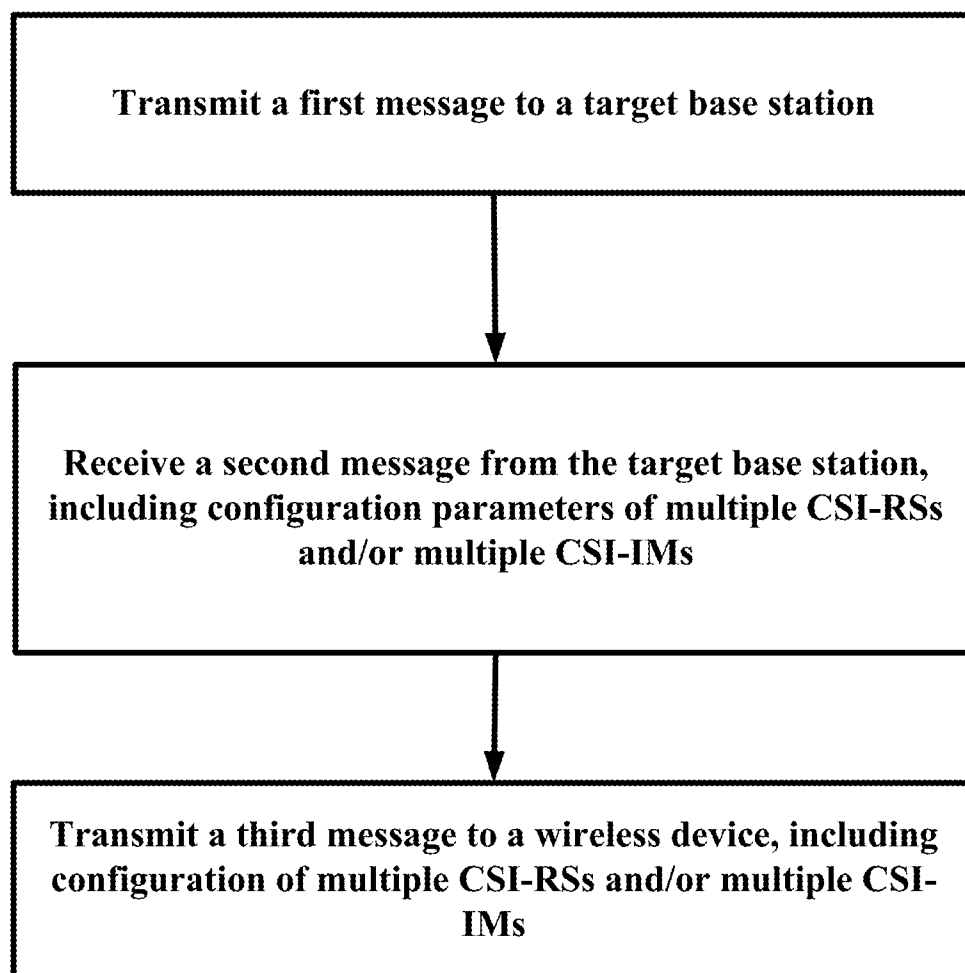 Transmit a first message to a target base station
Receive a second message from the target base station,
including configuration parameters of multiple CSI-RSs
and/or multiple CSI-IMs
Transmit a third message to a wireless device, including
configuration of multiple CSI-RSs and/or multiple CSI-
IMs